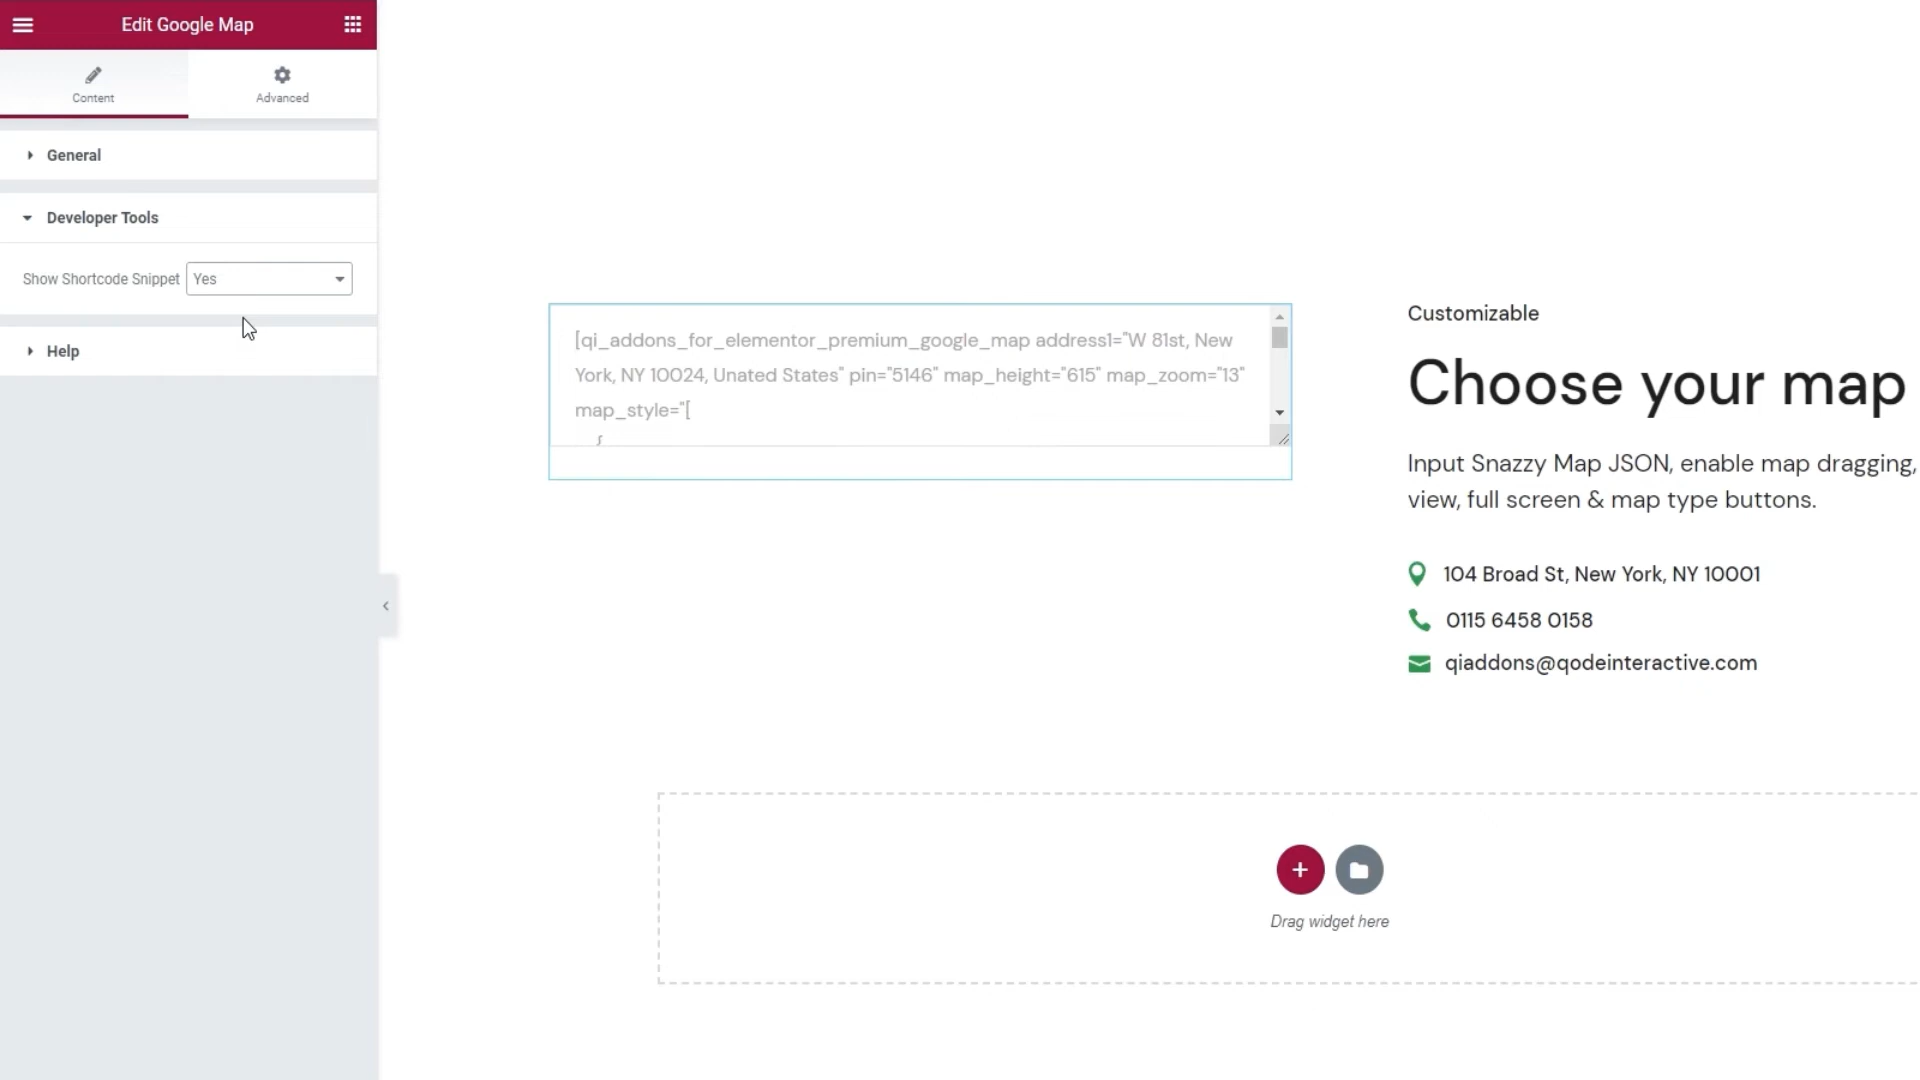 Edit Google Map
Content
Advanced
General
Developer Tools
Show Shortcode Snippet
Yes
Help
[qi_addons_for_elementor_premium_google_map address1="W 81st, New
York, NY 10024, Unated States" pin="5146" map_height="615" map_zoom="13"
map_style="[
{
Customizable
Choose your map
Input Snazzy Map JSON, enable map dragging,
view, full screen & map type buttons.
104 Broad St, New York, NY 10001
0115 6458 0158
qiaddons@qodeinteractive.com
Drag widget here